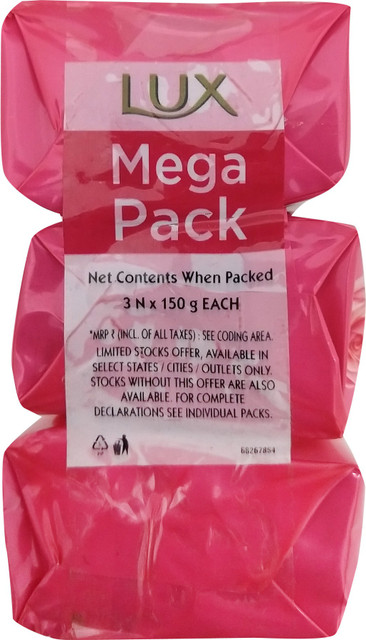 LUX
Mega
Pack
Net Contents When Packed
3 N x 150 g EACH
*MRP ₹ (INCL. OF ALL TAXES) : SEE CODING AREA.
LIMITED STOCKS OFFER, AVAILABLE IN
SELECT STATES / CITIES / OUTLETS ONLY.
STOCKS WITHOUT THIS OFFER ARE ALSO
AVAILABLE. FOR COMPLETE
DECLARATIONS SEE INDIVIDUAL PACKS.
PP
68267854